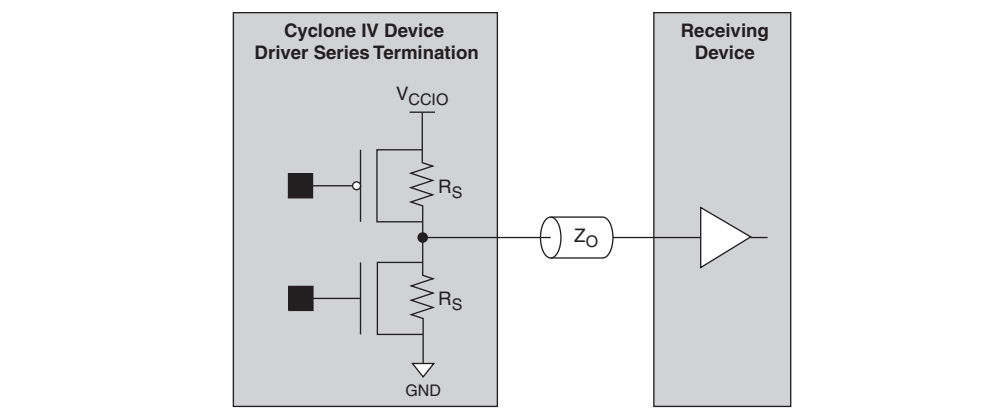 Cyclone IV Device
Driver Series Termination
Receiving
Device
VCCIO
RS
ZO
RS
GND